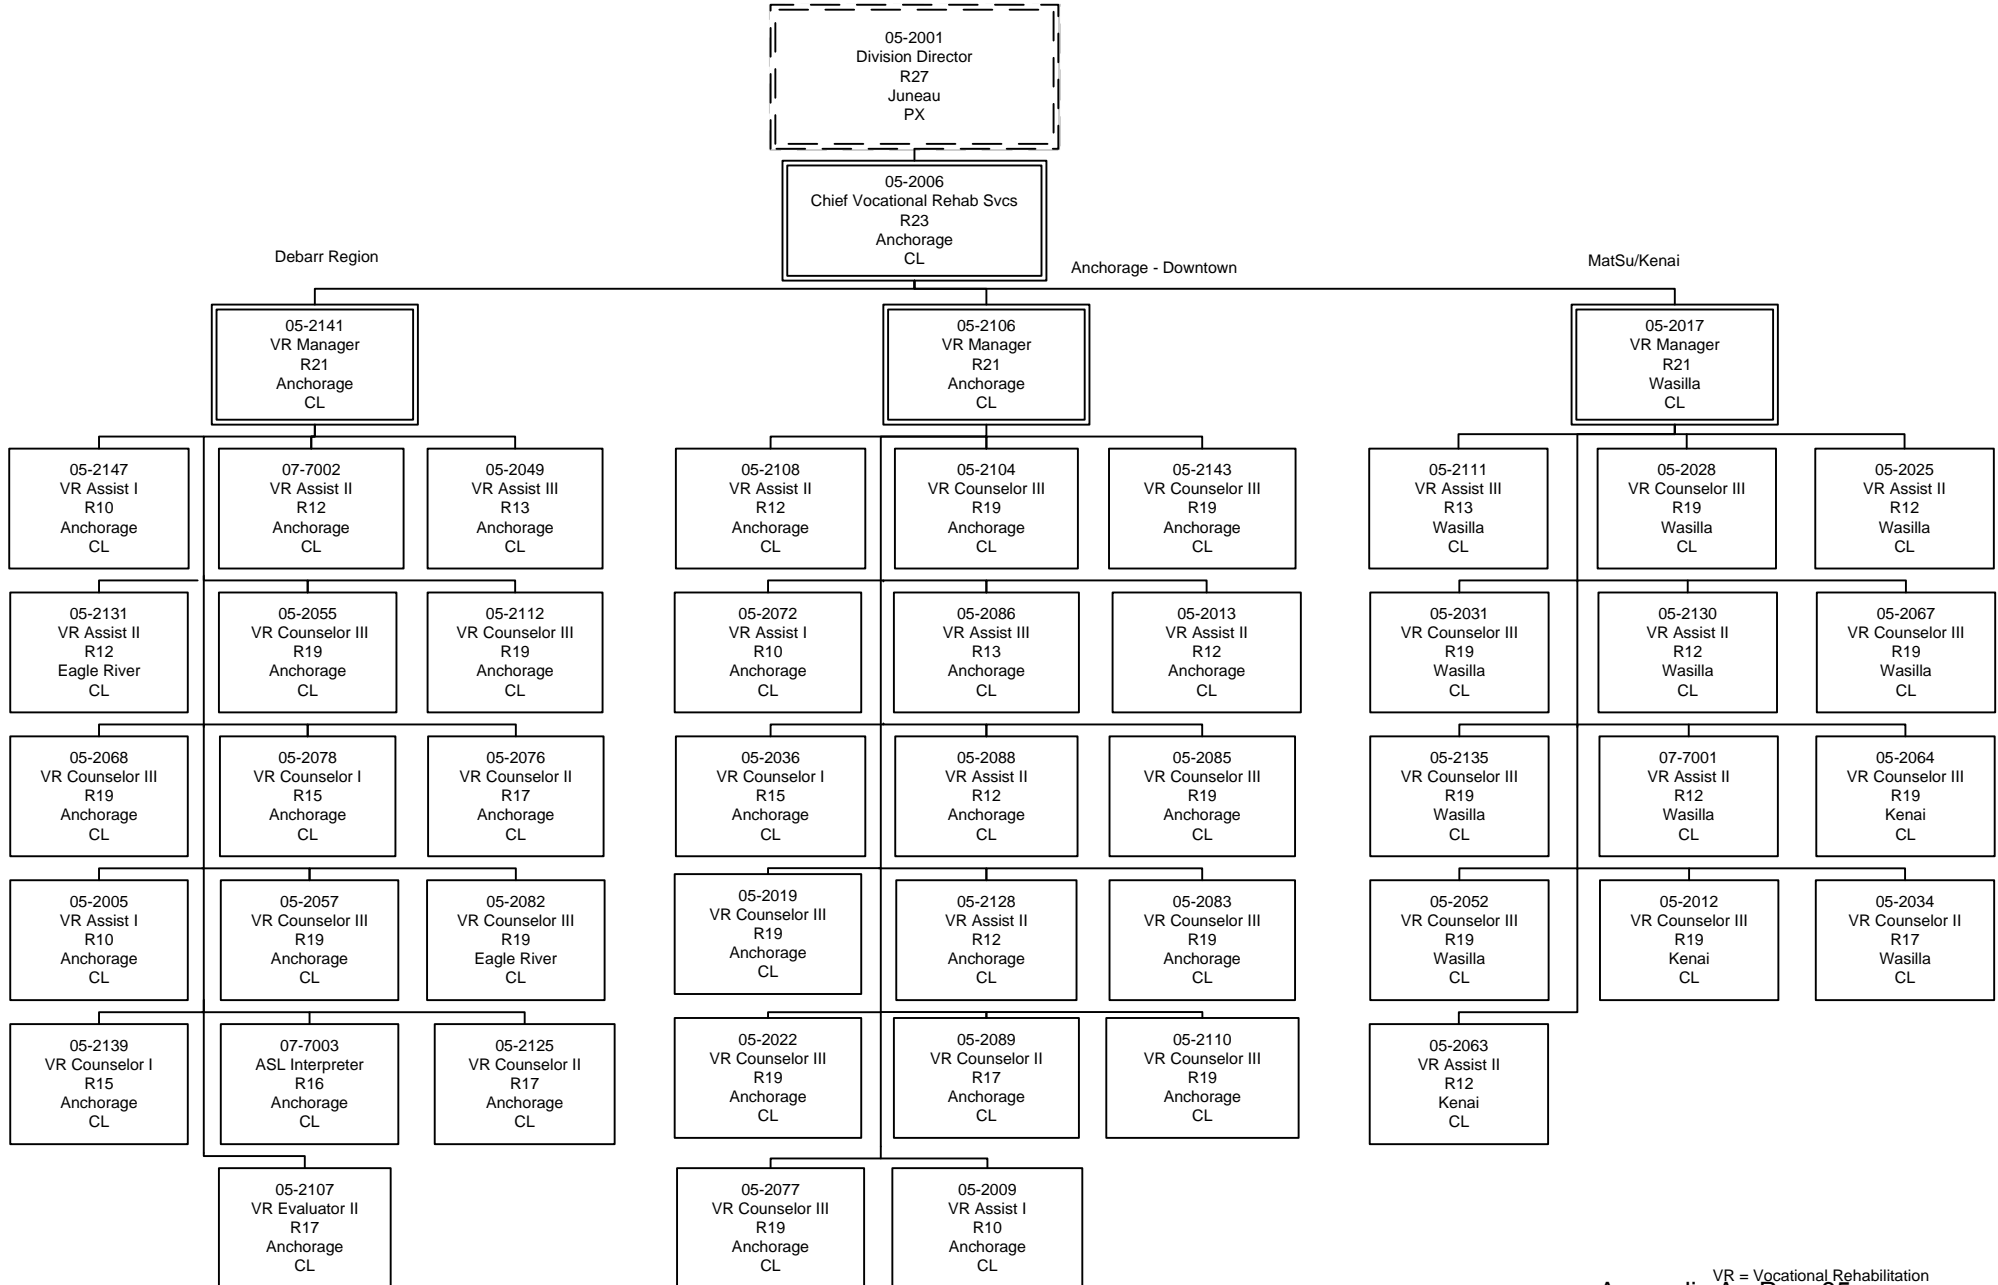 05-2001
Division Director
R27
Juneau
PX
05-2006
Chief Vocational Rehab Svcs
R23
Anchorage
CL
Debarr Region
Anchorage - Downtown
MatSu/Kenai
05-2141
VR Manager
R21
Anchorage
CL
05-2106
VR Manager
R21
Anchorage
CL
05-2017
VR Manager
R21
Wasilla
CL
05-2147
VR Assist I
R10
Anchorage
CL
07-7002
VR Assist II
R12
Anchorage
CL
05-2049
VR Assist III
R13
Anchorage
CL
05-2108
VR Assist II
R12
Anchorage
CL
05-2104
VR Counselor III
R19
Anchorage
CL
05-2143
VR Counselor III
R19
Anchorage
CL
05-2111
VR Assist III
R13
Wasilla
CL
05-2028
VR Counselor III
R19
Wasilla
CL
05-2025
VR Assist II
R12
Wasilla
CL
05-2131
VR Assist II
R12
Eagle River
CL
05-2055
VR Counselor III
R19
Anchorage
CL
05-2112
VR Counselor III
R19
Anchorage
CL
05-2072
VR Assist I
R10
Anchorage
CL
05-2086
VR Assist III
R13
Anchorage
CL
05-2013
VR Assist II
R12
Anchorage
CL
05-2031
VR Counselor III
R19
Wasilla
CL
05-2130
VR Assist II
R12
Wasilla
CL
05-2067
VR Counselor III
R19
Wasilla
CL
05-2068
VR Counselor III
R19
Anchorage
CL
05-2078
VR Counselor I
R15
Anchorage
CL
05-2076
VR Counselor II
R17
Anchorage
CL
05-2036
VR Counselor I
R15
Anchorage
CL
05-2088
VR Assist II
R12
Anchorage
CL
05-2085
VR Counselor III
R19
Anchorage
CL
05-2135
VR Counselor III
R19
Wasilla
CL
07-7001
VR Assist II
R12
Wasilla
CL
05-2064
VR Counselor III
R19
Kenai
CL
05-2005
VR Assist I
R10
Anchorage
CL
05-2057
VR Counselor III
R19
Anchorage
CL
05-2082
VR Counselor III
R19
Eagle River
CL
05-2019
VR Counselor III
R19
Anchorage
CL
05-2128
VR Assist II
R12
Anchorage
CL
05-2083
VR Counselor III
R19
Anchorage
CL
05-2052
VR Counselor III
R19
Wasilla
CL
05-2012
VR Counselor III
R19
Kenai
CL
05-2034
VR Counselor II
R17
Wasilla
CL
05-2139
VR Counselor I
R15
Anchorage
CL
07-7003
ASL Interpreter
R16
Anchorage
CL
05-2125
VR Counselor II
R17
Anchorage
CL
05-2022
VR Counselor III
R19
Anchorage
CL
05-2089
VR Counselor II
R17
Anchorage
CL
05-2110
VR Counselor III
R19
Anchorage
CL
05-2063
VR Assist II
R12
Kenai
CL
05-2107
VR Evaluator II
R17
Anchorage
CL
05-2077
VR Counselor III
R19
Anchorage
CL
05-2009
VR Assist I
R10
Anchorage
CL
VR = Vocational Rehabilitation